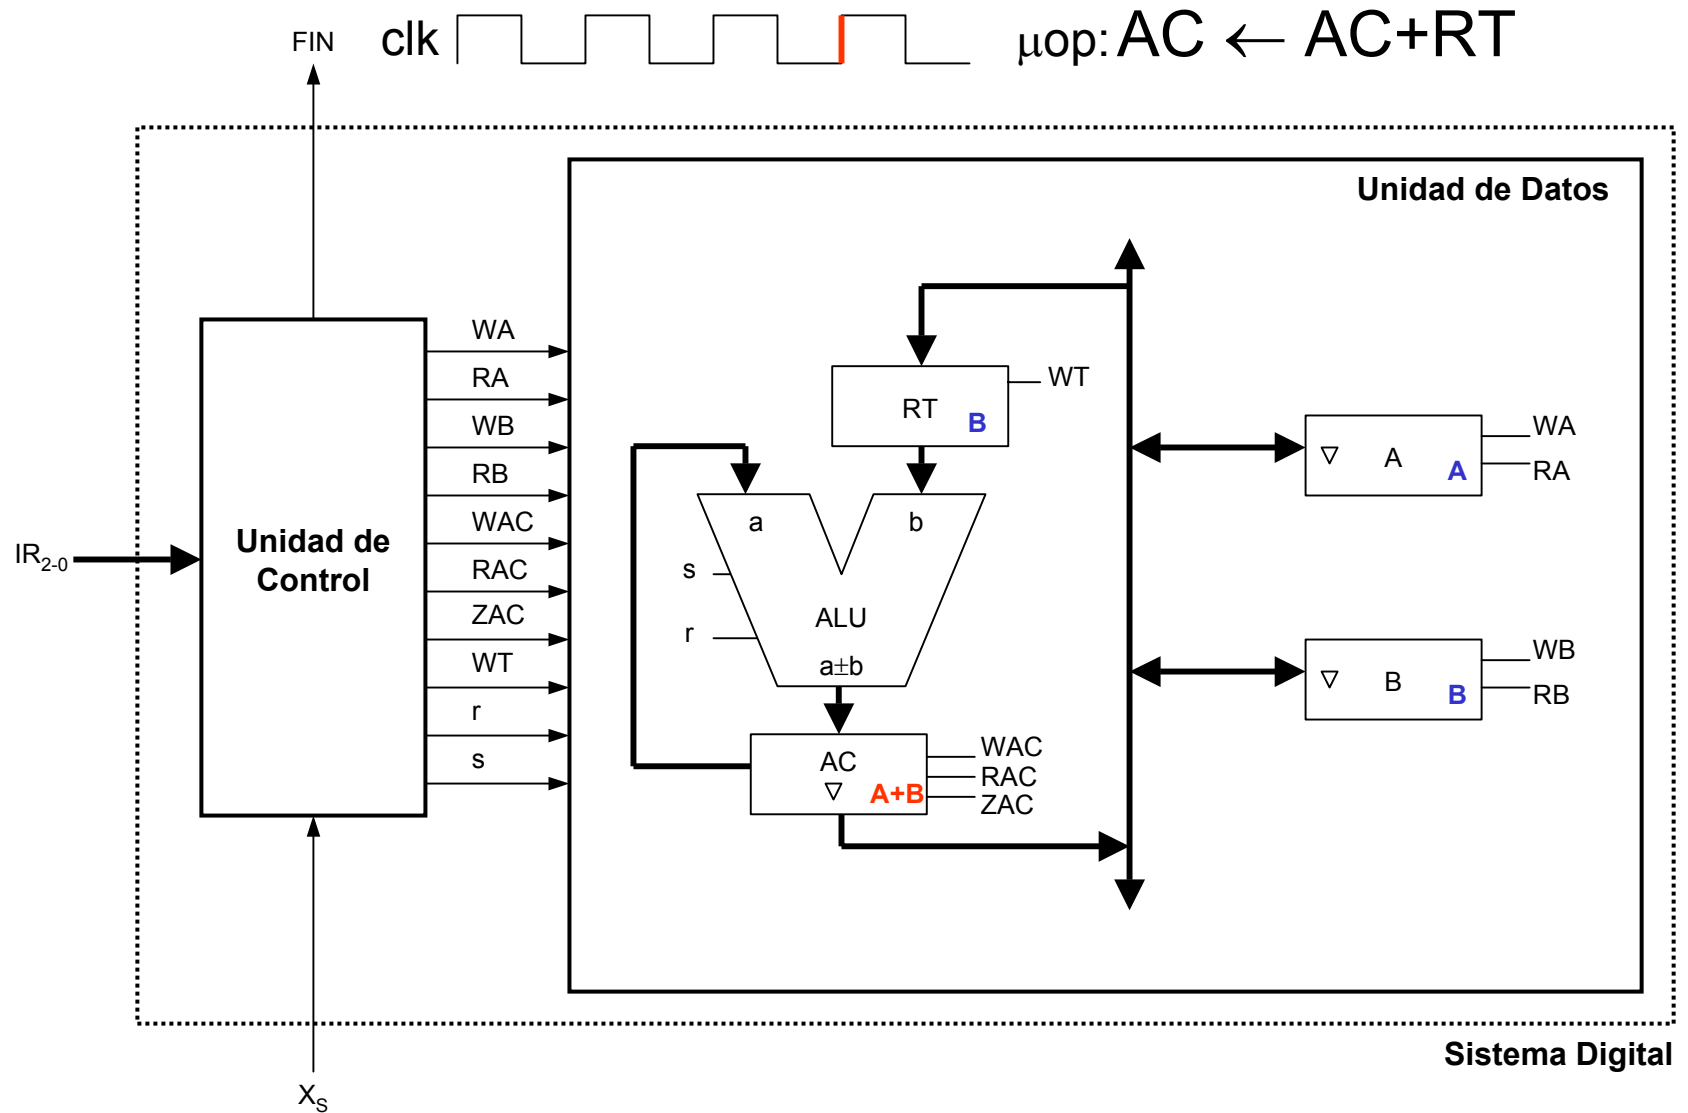 FIN
clk
μop: AC ← AC+RT
Unidad de Datos
WA
RA
WB
RB
WAC
RAC
ZAC
WT
r
s
Unidad de
Control
IR2-0
XS
RT B
WT
a b
s
r
ALU
a±b
AC
▽ A+B
WAC
RAC
ZAC
▽ A A
WA
RA
▽ B B
WB
RB
Sistema Digital